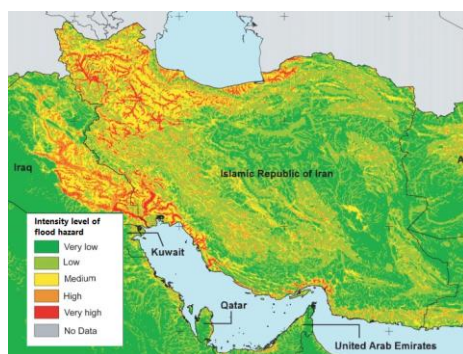 Iraq
Islamic Republic of Iran
A
Intensity level of
flood hazard
Very low
Low
Medium
High
Very high
No Data
Kuwait
Qatar
United Arab Emirates